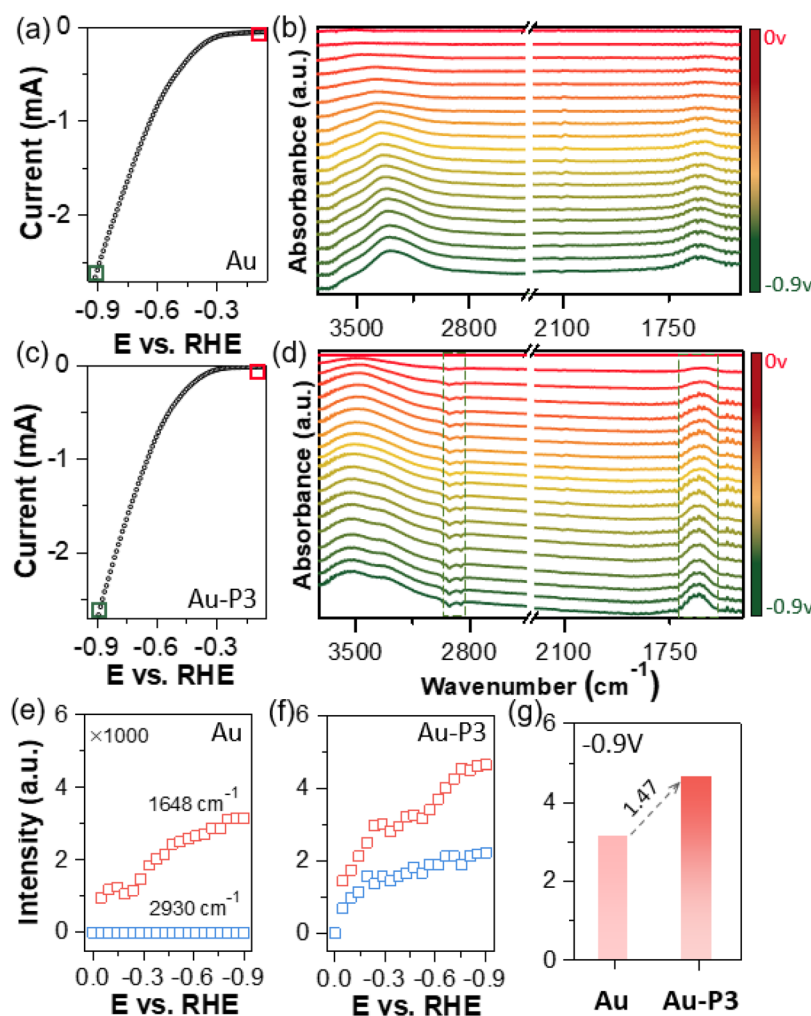 (a)
0
-1
-2
Current (mA)
Au
-0.9 -0.6 -0.3
E vs. RHE
(b)
Absorbanbce (a.u.)
3500 2800 2100 1750
0v
-0.9v
(c)
0
-1
-2
Current (mA)
Au-P3
-0.9 -0.6 -0.3
E vs. RHE
(d)
Absorbance (a.u.)
3500 2800 2100 1750
Wavenumber (cm⁻¹)
0v
-0.9v
(e)
6
4
2
0
Intensity (a.u.)
×1000
Au
1648 cm⁻¹
2930 cm⁻¹
0.0 -0.3 -0.6 -0.9
E vs. RHE
(f)
6
4
2
0
Au-P3
0.0 -0.3 -0.6 -0.9
E vs. RHE
(g)
6
4
2
0
-0.9V
1.47
Au Au-P3